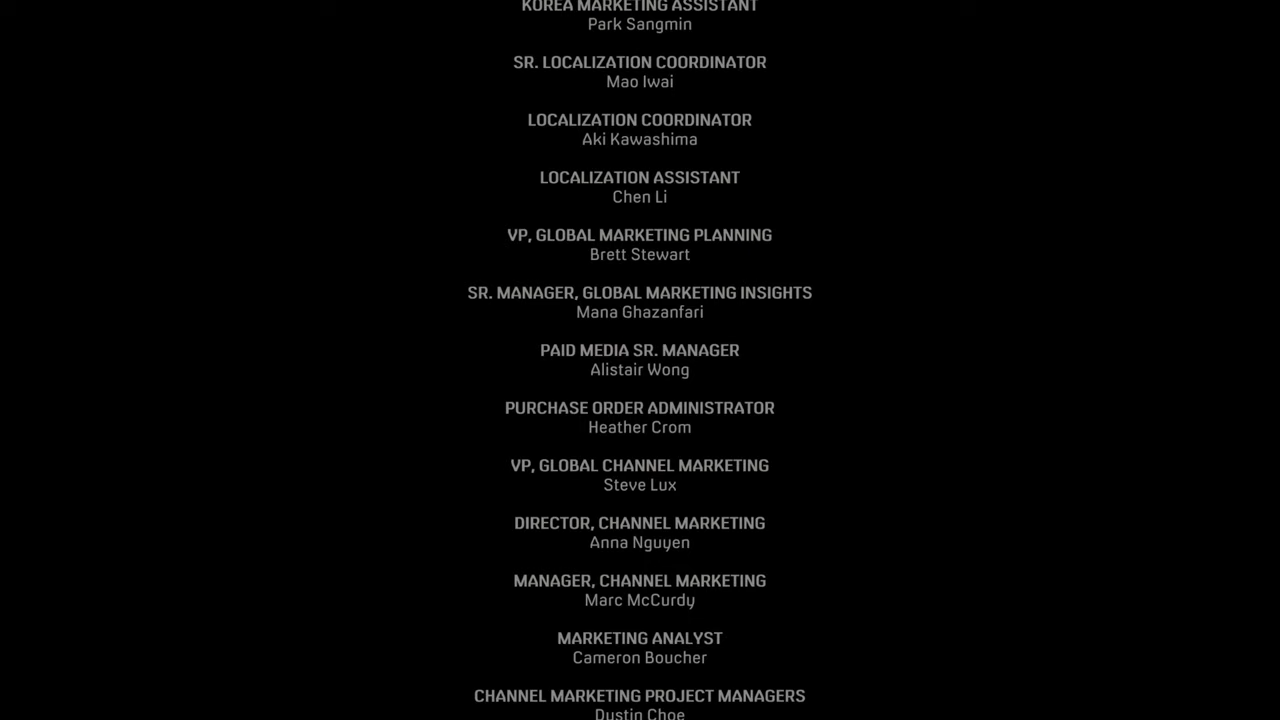 KOREA MARKETING ASSISTANT
Park Sangmin
SR. LOCALIZATION COORDINATOR
Mao Iwai
LOCALIZATION COORDINATOR
Aki Kawashima
LOCALIZATION ASSISTANT
Chen Li
VP, GLOBAL MARKETING PLANNING
Brett Stewart
SR. MANAGER, GLOBAL MARKETING INSIGHTS
Mana Ghazanfari
PAID MEDIA SR. MANAGER
Alistair Wong
PURCHASE ORDER ADMINISTRATOR
Heather Crom
VP, GLOBAL CHANNEL MARKETING
Steve Lux
DIRECTOR, CHANNEL MARKETING
Anna Nguyen
MANAGER, CHANNEL MARKETING
Marc McCurdy
MARKETING ANALYST
Cameron Boucher
CHANNEL MARKETING PROJECT MANAGERS
Dustin Choe